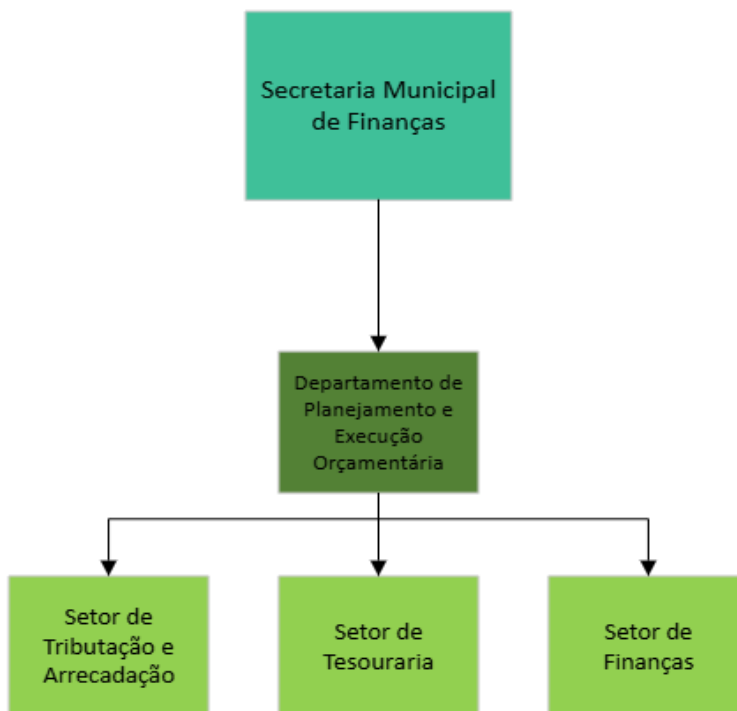 Secretaria Municipal
de Finanças
Departamento de
Planejamento e
Execução
Orçamentária
Setor de
Tributação e
Arrecadação
Setor de
Tesouraria
Setor de
Finanças